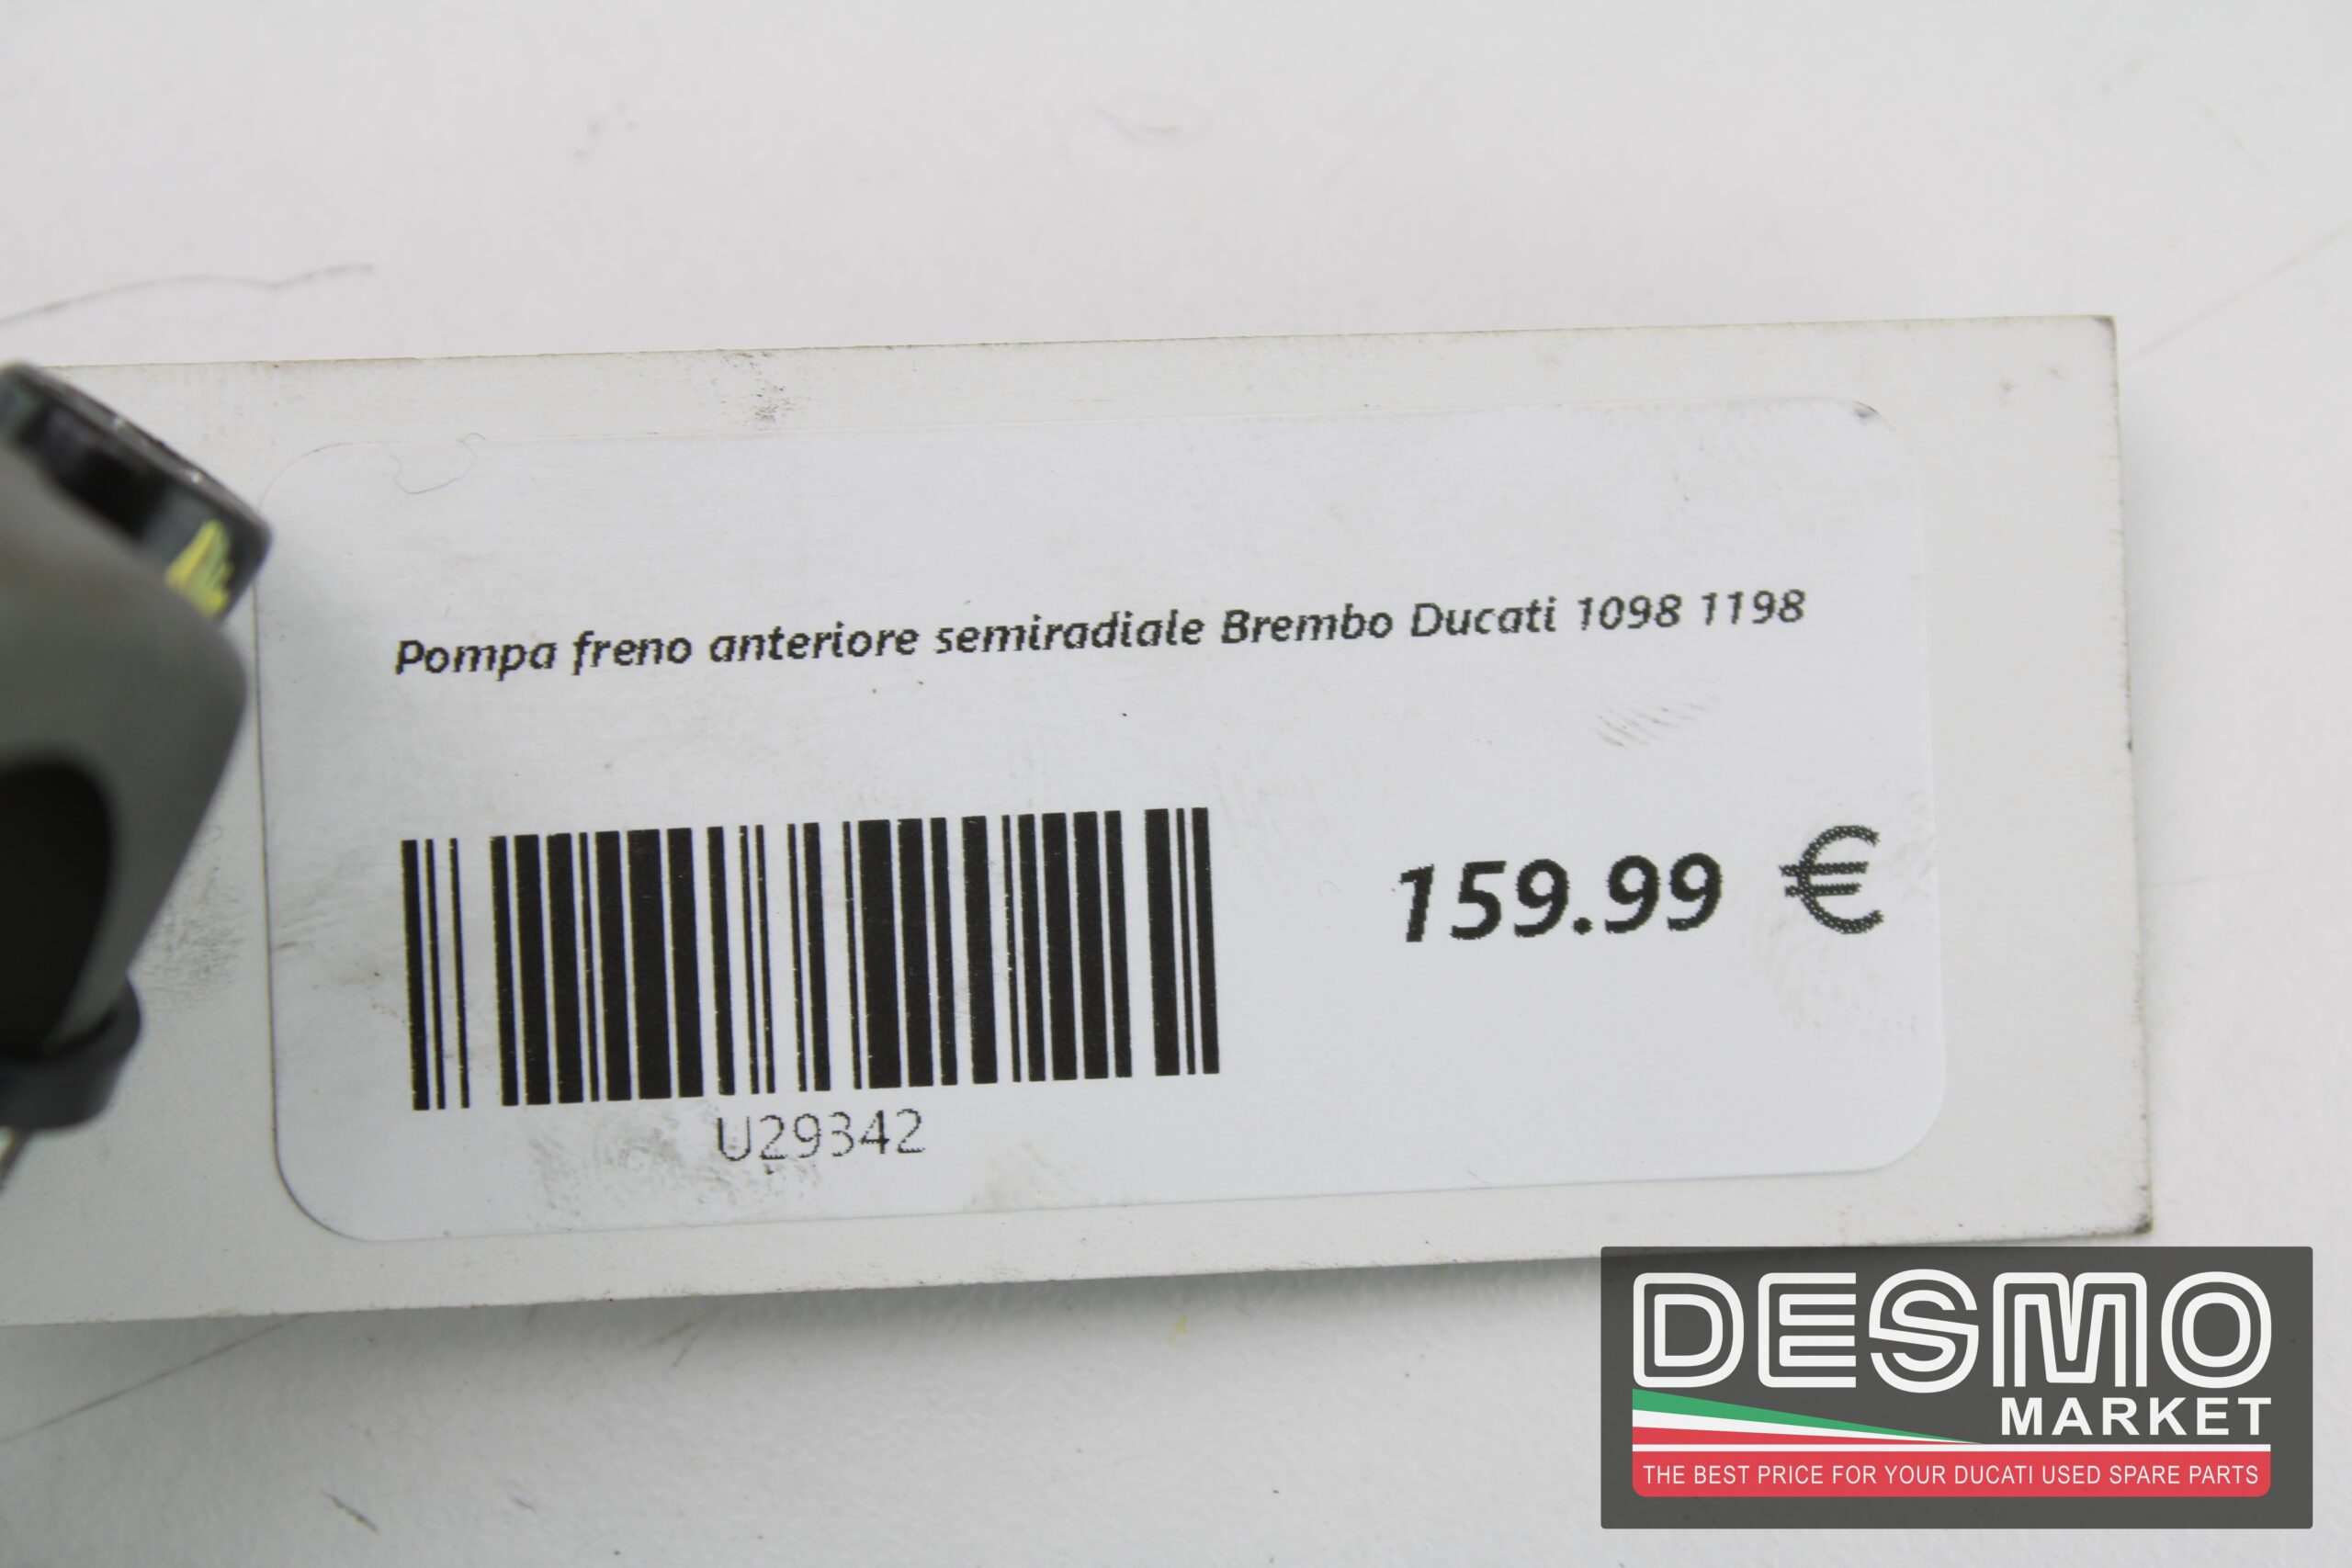 Pompa freno anteriore semiradiale Brembo Ducati 1098 1198
159.99 €
U29342
DESMO
MARKET
THE BEST PRICE FOR YOUR DUCATI USED SPARE PARTS